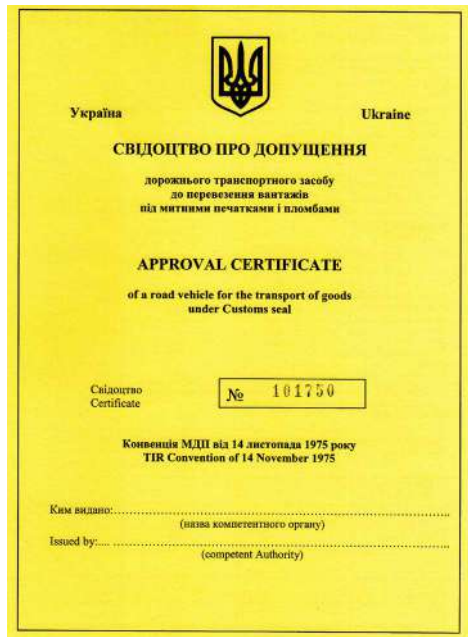 Україна Ukraine
СВІДОЦТВО ПРО ДОПУЩЕННЯ
дорожнього транспортного засобу
до перевезення вантажів
під митними печатками і пломбами
APPROVAL CERTIFICATE
of a road vehicle for the transport of goods
under Customs seal
Свідоцтво
Certificate
№ 101750
Конвенція МДП від 14 листопада 1975 року
TIR Convention of 14 November 1975
Ким видано:
(назва компетентного органу)
Issued by:
(competent Authority)